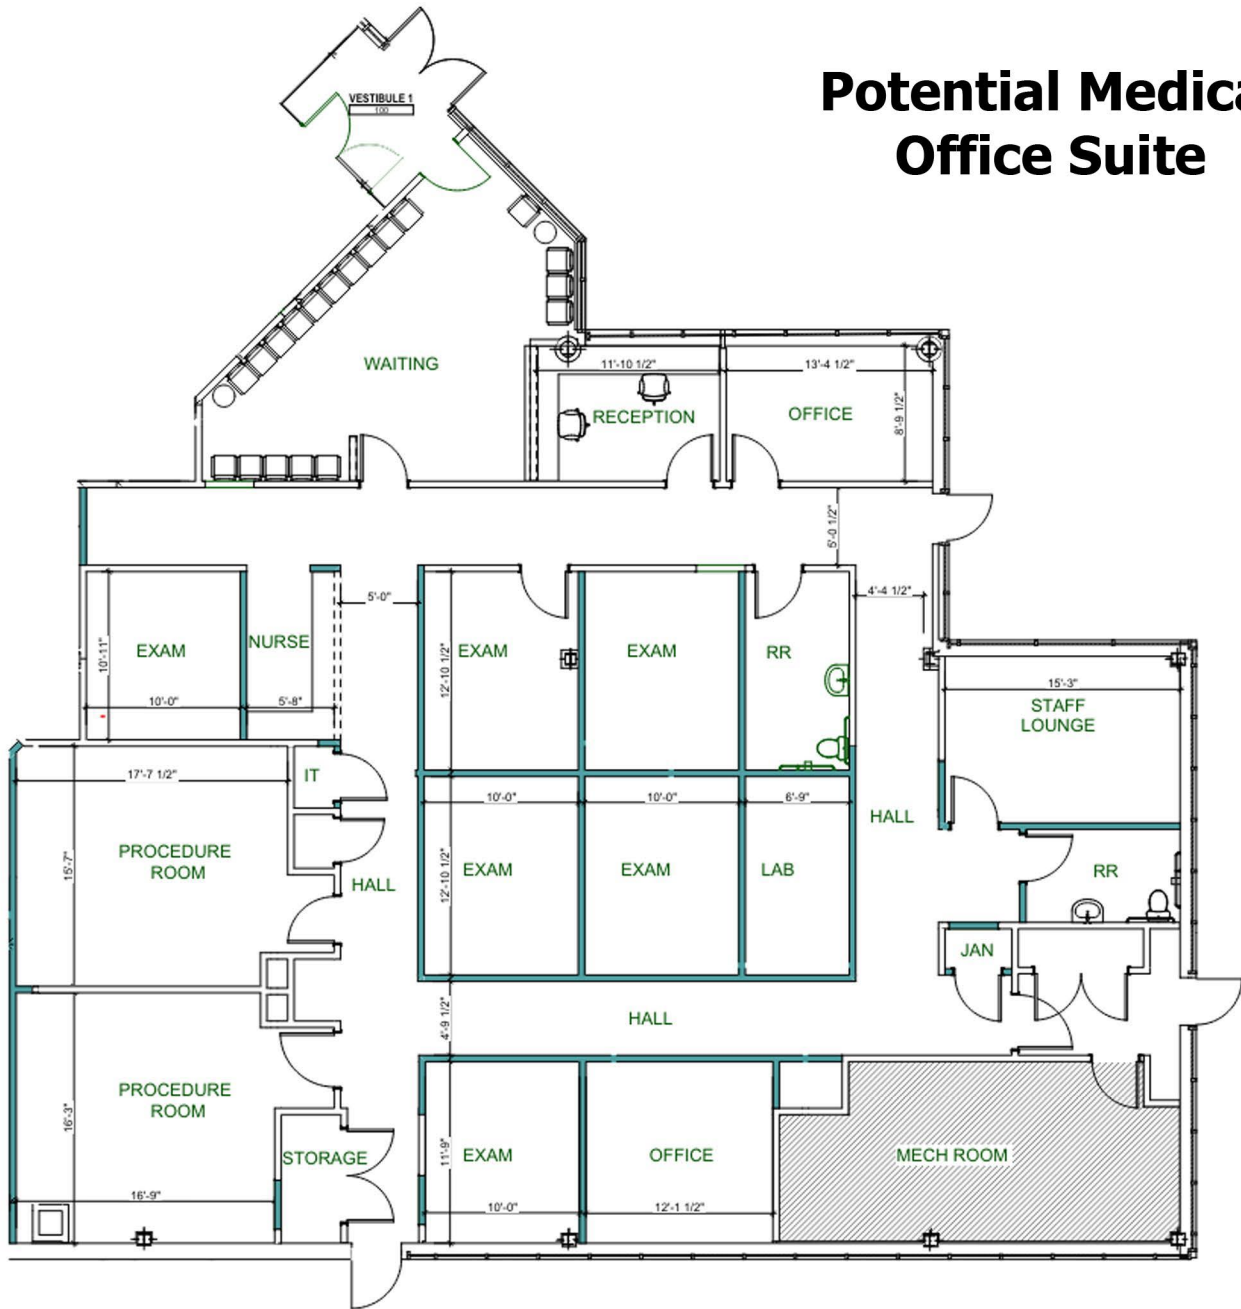 Potential Medica
Office Suite
VESTIBULE 1
100
WAITING
11'-10 1/2"
13'-4 1/2"
RECEPTION
OFFICE
8'-9 1/2"
5'-0 1/2"
5'-0"
4'-4 1/2"
EXAM
NURSE
EXAM
EXAM
RR
10'-11"
12'-10 1/2"
10'-0"
5'-8"
15'-3"
STAFF
LOUNGE
IT
17'-7 1/2"
10'-0"
10'-0"
6'-9"
HALL
PROCEDURE
ROOM
15'-7"
HALL
EXAM
EXAM
LAB
12'-10 1/2"
RR
JAN
HALL
4'-9 1/2"
PROCEDURE
ROOM
16'-3"
STORAGE
EXAM
OFFICE
MECH ROOM
11'-9"
16'-9"
10'-0"
12'-1 1/2"